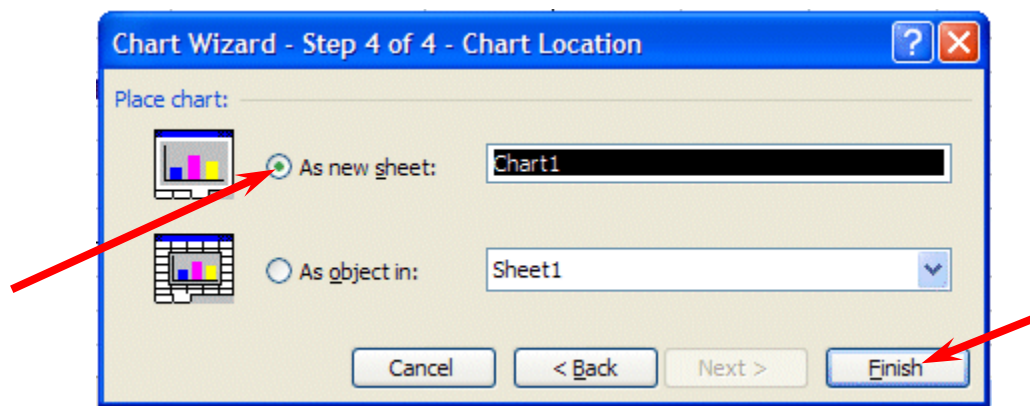 Chart Wizard - Step 4 of 4 - Chart Location
?
Place chart:
As new sheet: Chart1
As object in: Sheet1
Cancel < Back Next > Finish